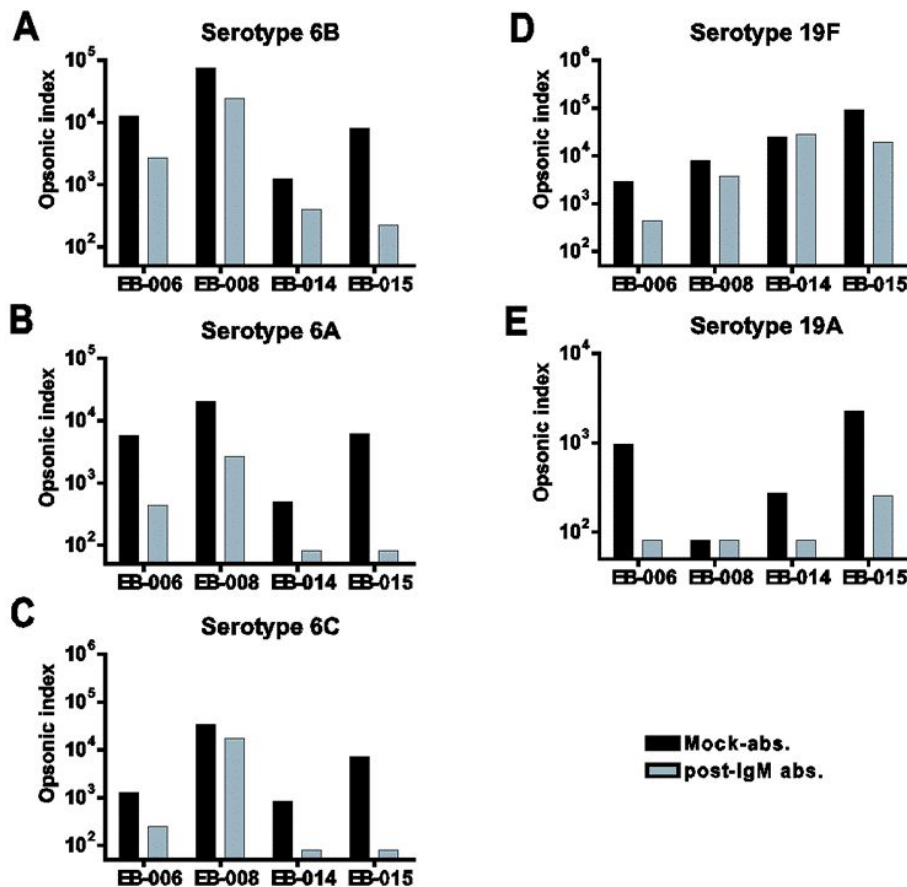 A
Serotype 6B
Opsonic index
10^5
10^4
10^3
10^2
EB-006 EB-008 EB-014 EB-015
B
Serotype 6A
Opsonic index
10^5
10^4
10^3
10^2
EB-006 EB-008 EB-014 EB-015
C
Serotype 6C
Opsonic index
10^6
10^5
10^4
10^3
10^2
EB-006 EB-008 EB-014 EB-015
D
Serotype 19F
Opsonic index
10^6
10^5
10^4
10^3
10^2
EB-006 EB-008 EB-014 EB-015
E
Serotype 19A
Opsonic index
10^4
10^3
10^2
EB-006 EB-008 EB-014 EB-015
Mock-abs.
post-IgM abs.